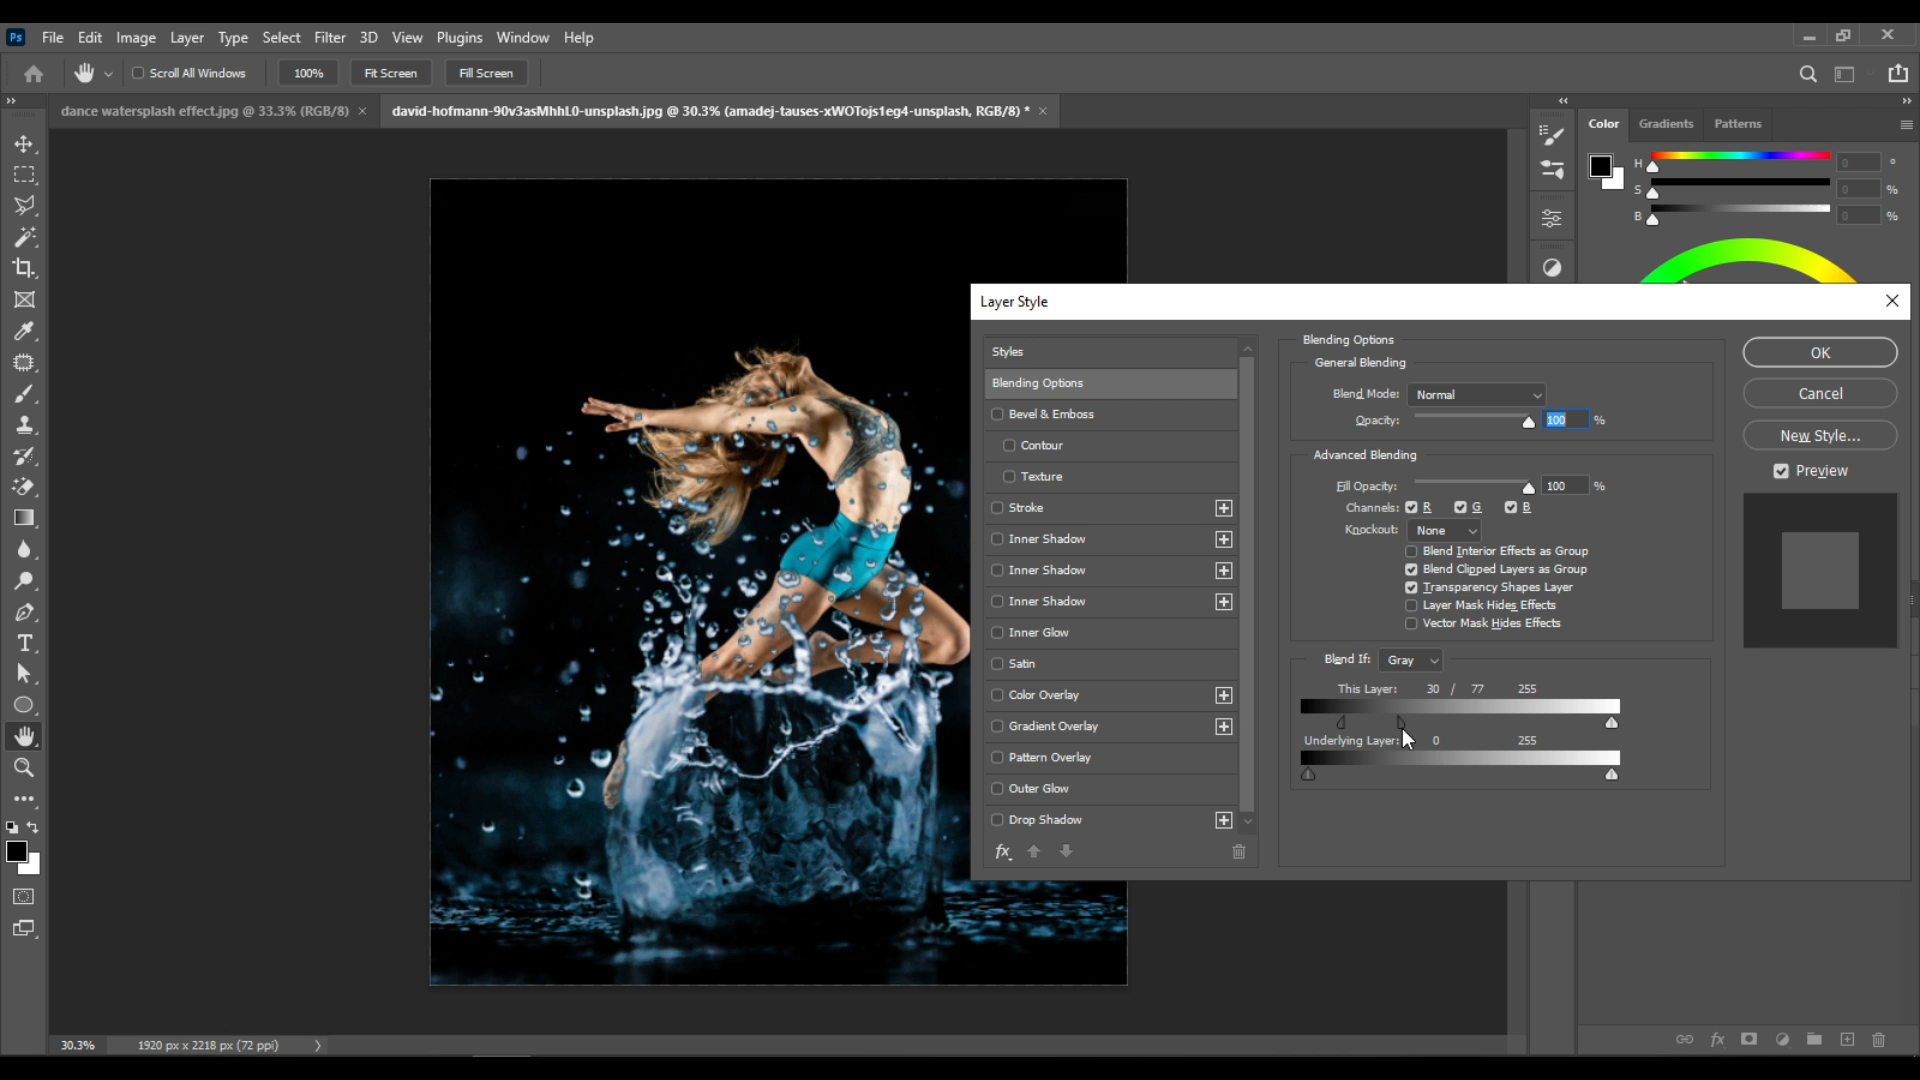 Ps File Edit Image Layer Type Select Filter 3D View Plugins Window Help
Scroll All Windows 100% Fit Screen Fill Screen
dance watersplash effect.jpg @ 33.3% (RGB/8) × david-hofmann-90v3asMhhL0-unsplash.jpg @ 30.3% (amadej-tauses-xWOTojs1eg4-unsplash, RGB/8) * ×
Color Gradients Patterns
H 0 °
S 0 %
B 0 %
Layer Style
Styles
Blending Options
Bevel & Emboss
Contour
Texture
Stroke
Inner Shadow
Inner Shadow
Inner Shadow
Inner Glow
Satin
Color Overlay
Gradient Overlay
Pattern Overlay
Outer Glow
Drop Shadow
fx
Blending Options
General Blending
Blend Mode: Normal
Opacity: 100 %
Advanced Blending
Fill Opacity: 100 %
Channels: R G B
Knockout: None
Blend Interior Effects as Group
Blend Clipped Layers as Group
Transparency Shapes Layer
Layer Mask Hides Effects
Vector Mask Hides Effects
Blend If: Gray
This Layer: 30 / 77 255
Underlying Layer: 0 255
OK
Cancel
New Style...
Preview
T
30.3% 1920 px x 2218 px (72 ppi)
fx